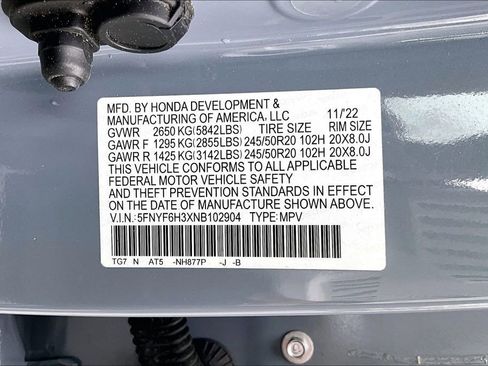 MFD. BY HONDA DEVELOPMENT &
MANUFACTURING OF AMERICA, LLC 11/'22
GVWR 2650 KG(5842LBS) TIRE SIZE RIM SIZE
GAWR F 1295 KG(2855LBS) 245/50R20 102H 20X8.0J
GAWR R 1425 KG(3142LBS) 245/50R20 102H 20X8.0J
THIS VEHICLE CONFORMS TO ALL APPLICABLE
FEDERAL MOTOR VEHICLE SAFETY
AND THEFT PREVENTION STANDARDS IN EFFECT
ON THE DATE OF MANUFACTURE SHOWN ABOVE.
V.I.N.:5FNYF6H3XNB102904 TYPE:MPV
TG7 N AT5 -NH877P -J -B